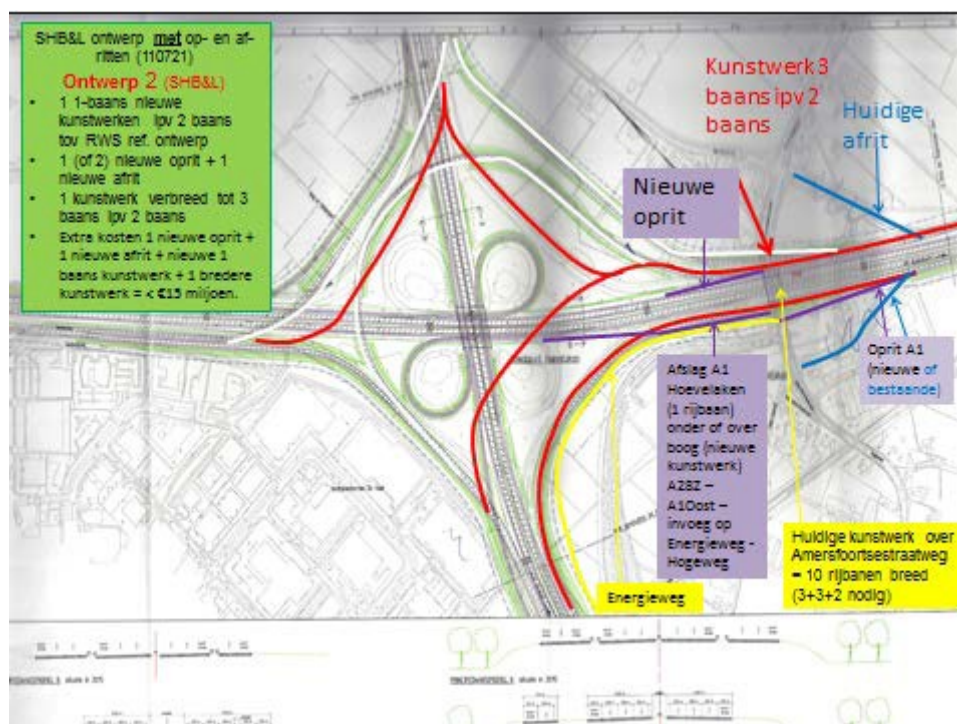 SHB&L ontwerp met op- en af-
ritten (110721)
Ontwerp 2 (SHB&L)
• 1 1-baans nieuwe
kunstwerken ipv 2 baans
tov RWS ref. ontwerp
• 1 (of 2) nieuwe oprit + 1
nieuwe afrit
• 1 kunstwerk verbreed tot 3
baans ipv 2 baans
• Extra kosten 1 nieuwe oprit +
1 nieuwe afrit + nieuwe 1
baans kunstwerk + 1 bredere
kunstwerk = < €15 miljoen.
Kunstwerk 3
baans ipv 2
baans
Huidige
afrit
Nieuwe
oprit
Oprit A1
(nieuwe of
bestaande)
Afslag A1
Hoevelaken
(1 rijbaan)
onder of over
boog (nieuwe
kunstwerk)
A28Z –
A1Oost –
invoeg op
Energieweg -
Hogeweg
Huidige kunstwerk over
Amersfoortsestraatweg
= 10 rijbanen breed
(3+3+2 nodig)
Energieweg